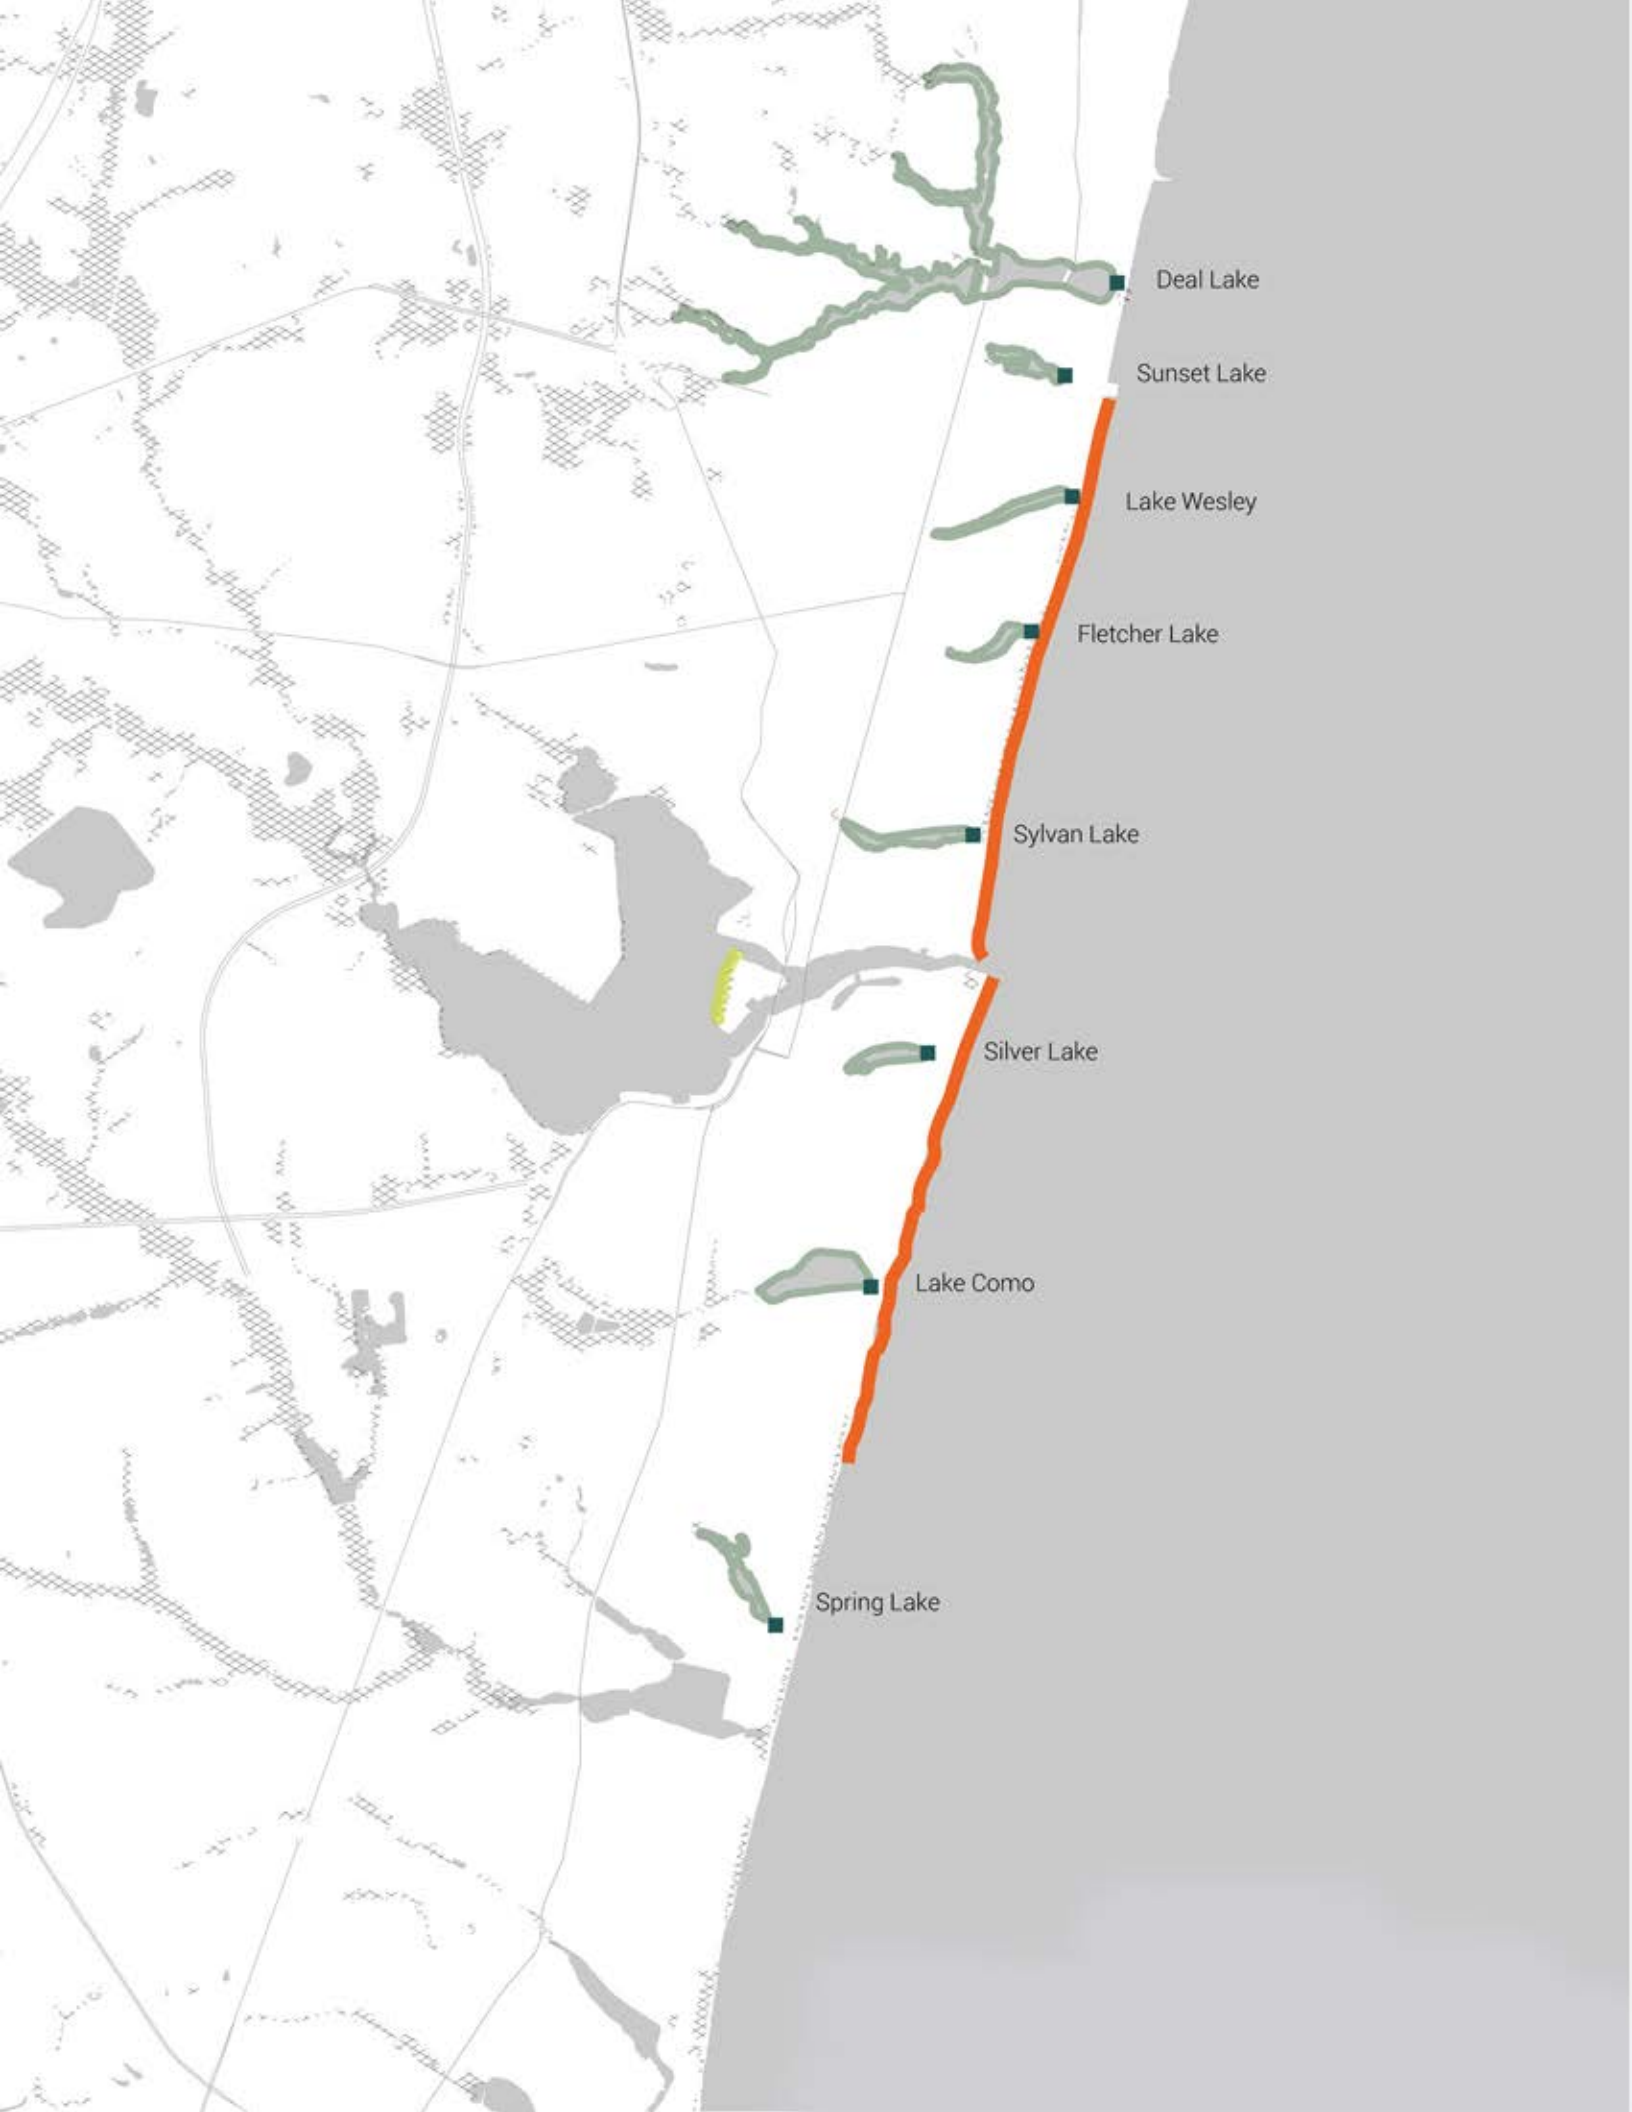 Deal Lake
Sunset Lake
Lake Wesley
Fletcher Lake
Sylvan Lake
Silver Lake
Lake Como
Spring Lake